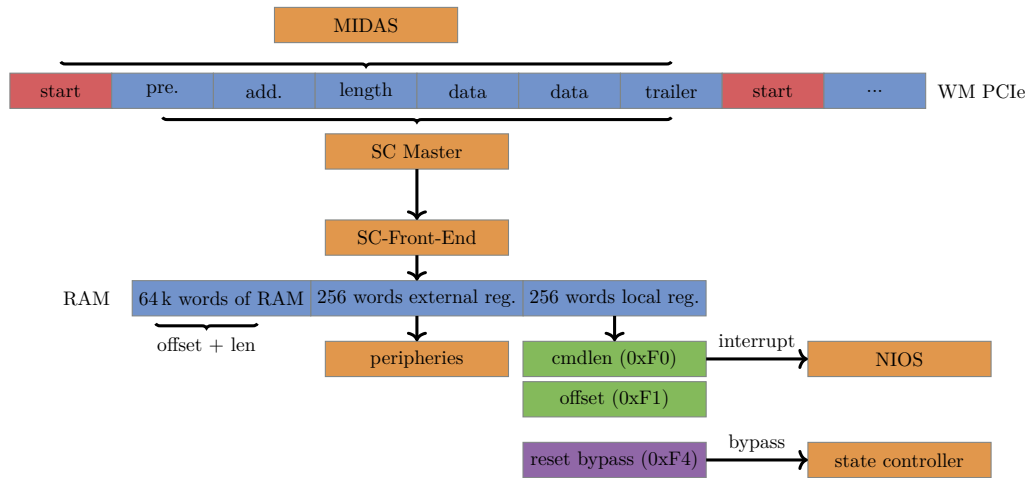 MIDAS
start pre. add. length data data trailer start ... WM PCIe
SC Master
SC-Front-End
RAM 64 k words of RAM 256 words external reg. 256 words local reg.
offset + len
peripheries
cmdlen (0xF0) interrupt NIOS
offset (0xF1)
reset bypass (0xF4) bypass state controller